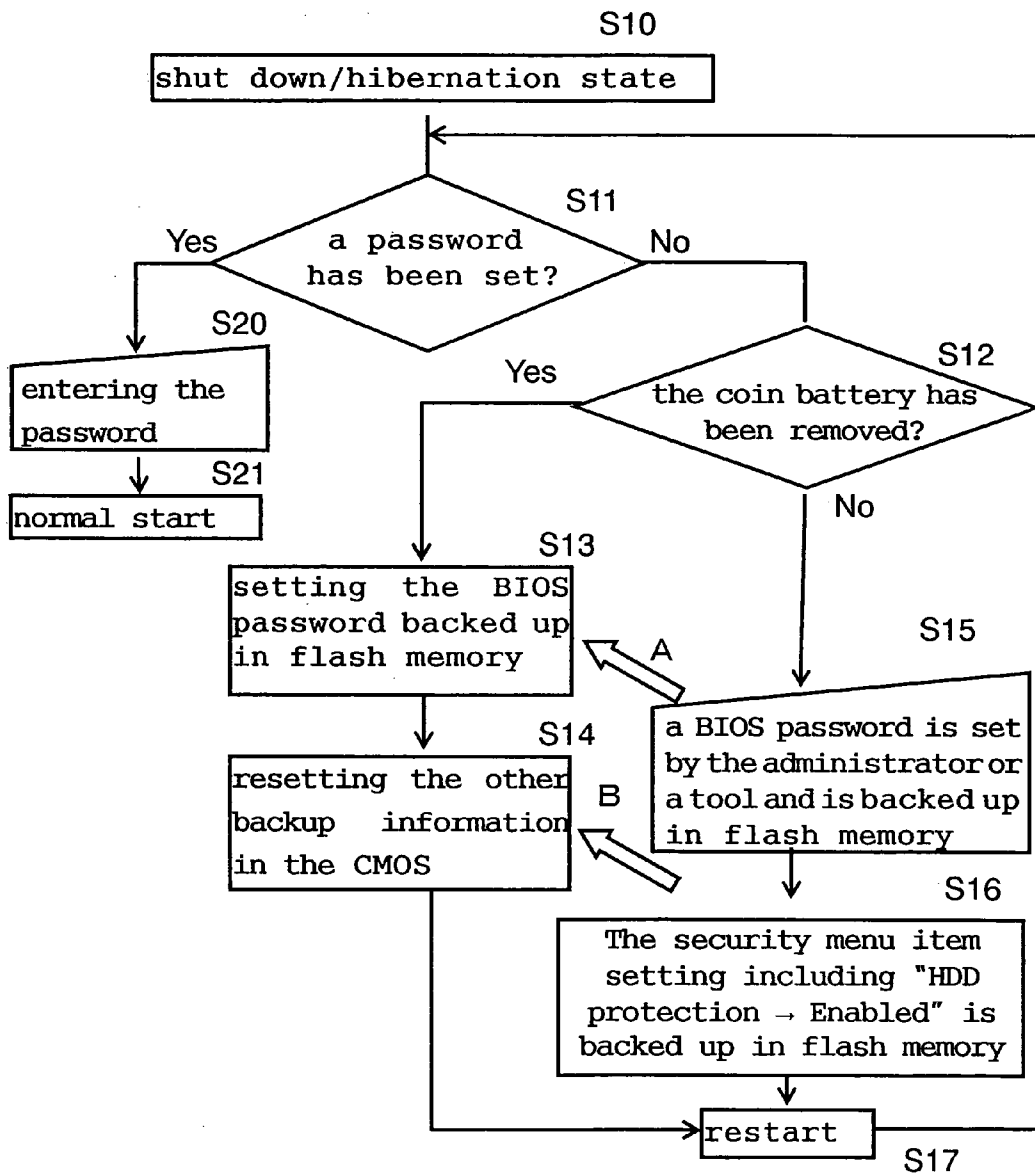 S10
shut down/hibernation state
S11
Yes
a password
has been set?
No
S20
entering the
password
S21
normal start
S12
Yes
the coin battery has
been removed?
No
S13
setting the BIOS
password backed up
in flash memory
A
S15
a BIOS password is set
by the administrator or
a tool and is backed up
in flash memory
S14
resetting the other
backup information
in the CMOS
B
S16
The security menu item
setting including "HDD
protection → Enabled" is
backed up in flash memory
restart
S17